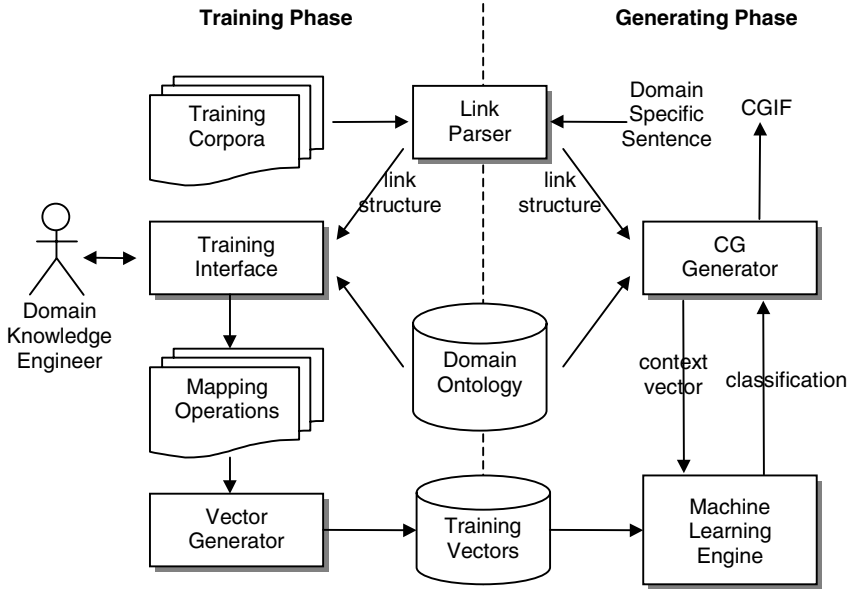 Training Phase
Generating Phase
Training
Corpora
Link
Parser
Domain
Specific
Sentence
CGIF
link
structure
link
structure
Training
Interface
CG
Generator
Domain
Knowledge
Engineer
Domain
Ontology
context
vector
classification
Mapping
Operations
Vector
Generator
Training
Vectors
Machine
Learning
Engine